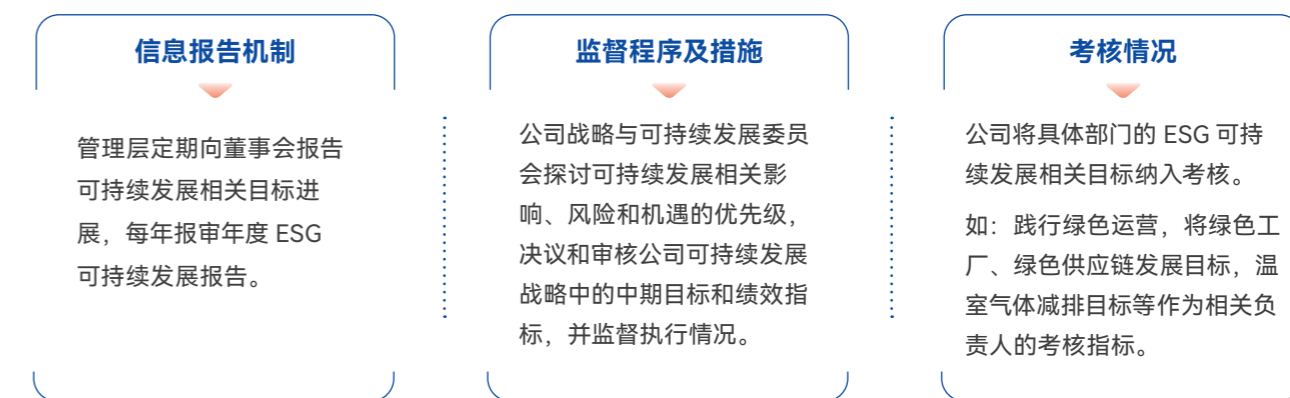 信息报告机制
管理层定期向董事会报告
可持续发展相关目标进
展，每年报审年度 ESG
可持续发展报告。
监督程序及措施
公司战略与可持续发展委员
会探讨可持续发展相关影
响、风险和机遇的优先级，
决议和审核公司可持续发展
战略中的中期目标和绩效指
标，并监督执行情况。
考核情况
公司将具体部门的 ESG 可持
续发展相关目标纳入考核。
如：践行绿色运营，将绿色工
厂、绿色供应链发展目标，温
室气体减排目标等作为相关负
责人的考核指标。